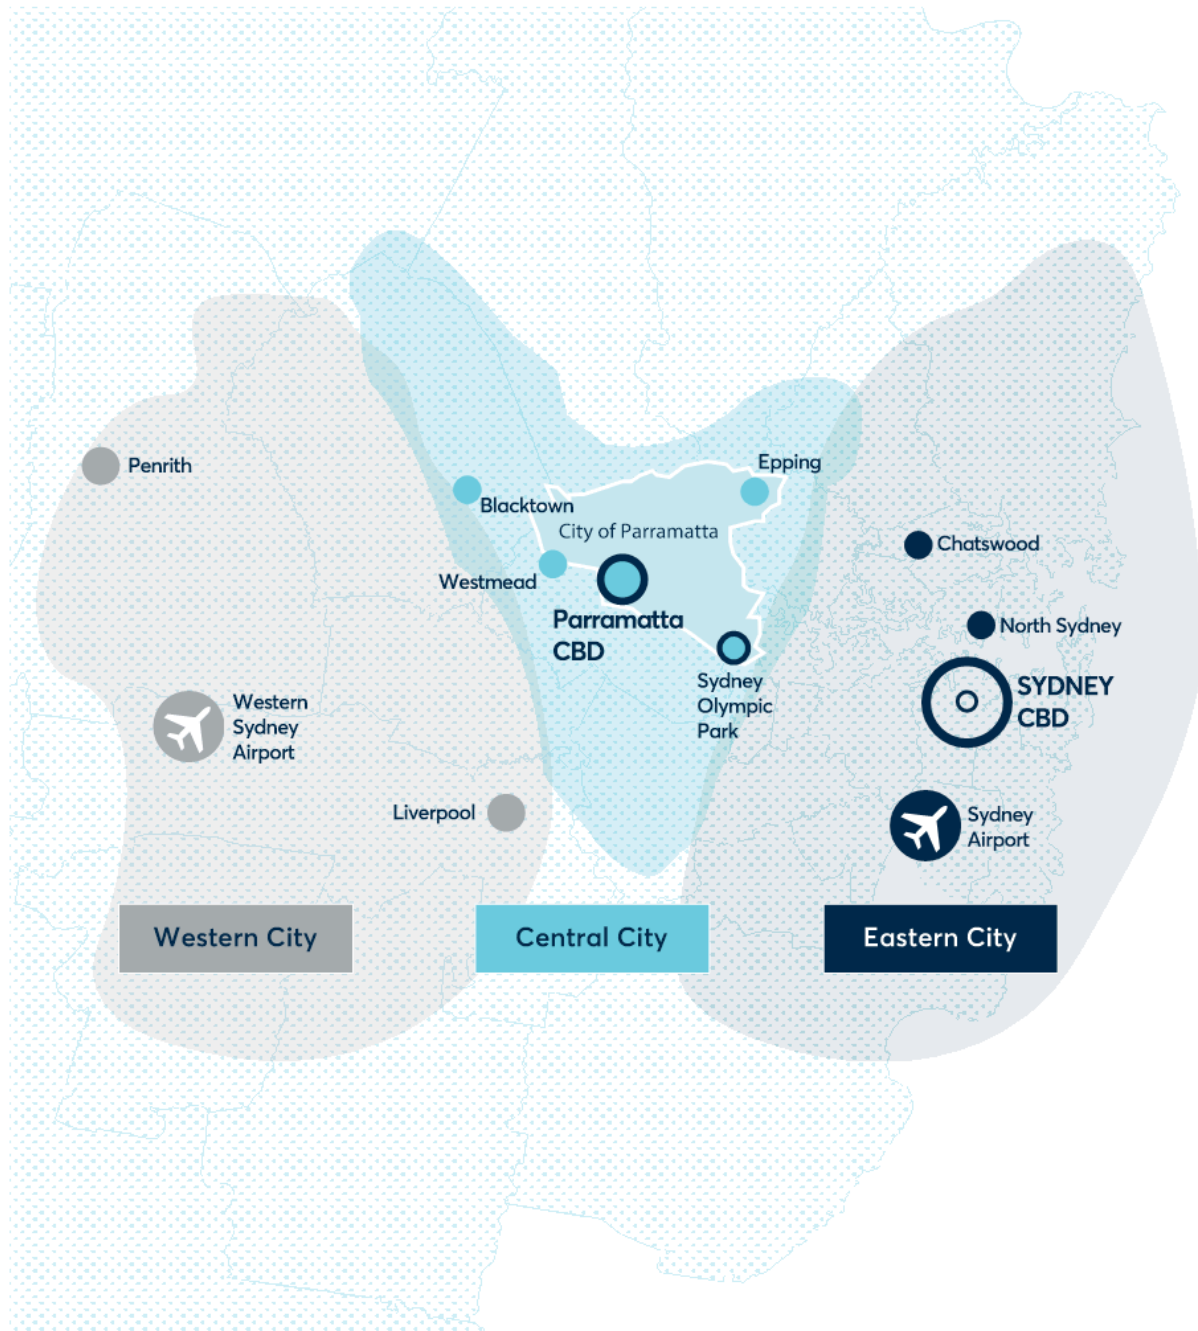 Epping
Penrith
Blacktown
City of Parramatta
Chatswood
Westmead
Parramatta
CBD
North Sydney
Sydney
Olympic
Park
SYDNEY
CBD
Western
Sydney
Airport
Liverpool
Sydney
Airport
Western City
Central City
Eastern City